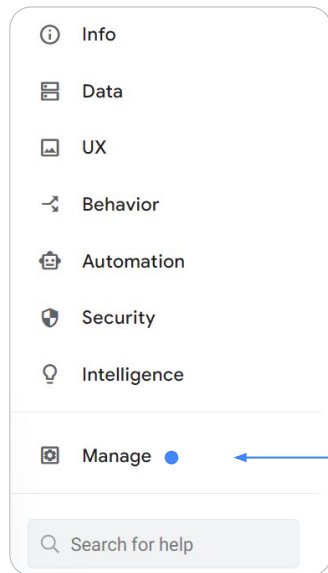 Info
Data
UX
Behavior
Automation
Security
Intelligence
Manage
Search for help